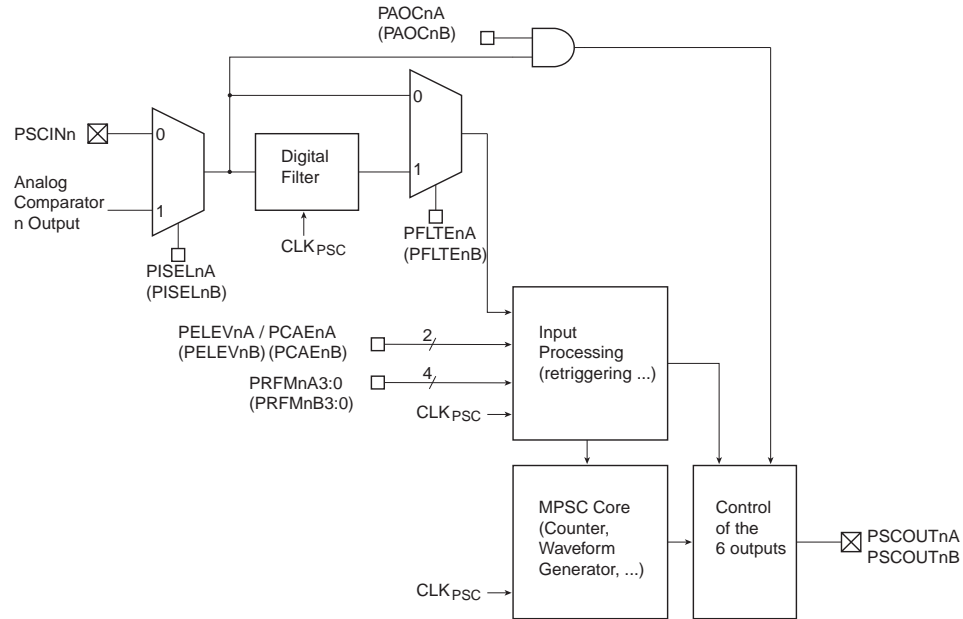 PAOCnA
(PAOCnB)
0
PSCINn
0
Digital
Filter
1
Analog
Comparator
n Output
1
CLKPSC
PFLTEnA
(PFLTEnB)
PISELnA
(PISELnB)
PELEVnA / PCAEnA
(PELEVnB) (PCAEnB)
2
Input
Processing
(retriggering ...)
PRFMnA3:0
(PRFMnB3:0)
4
CLKPSC
MPSC Core
(Counter,
Waveform
Generator, ...)
Control
of the
6 outputs
PSCOUTnA
PSCOUTnB
CLKPSC